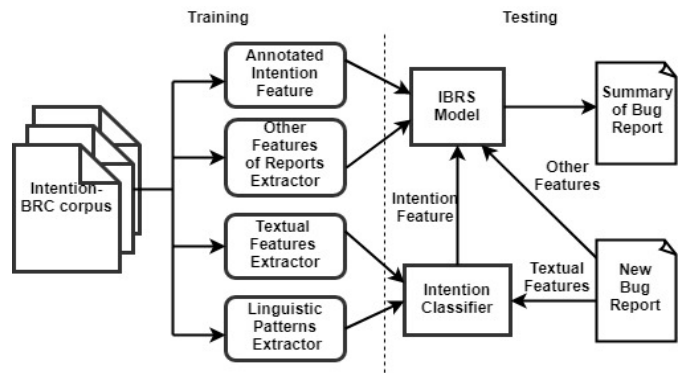 Training
Testing
Annotated
Intention
Feature
Other
Features
of Reports
Extractor
Textual
Features
Extractor
Linguistic
Patterns
Extractor
Intention-
BRC corpus
IBRS
Model
Summary
of Bug
Report
Other
Features
Intention
Feature
Textual
Features
Intention
Classifier
New
Bug
Report